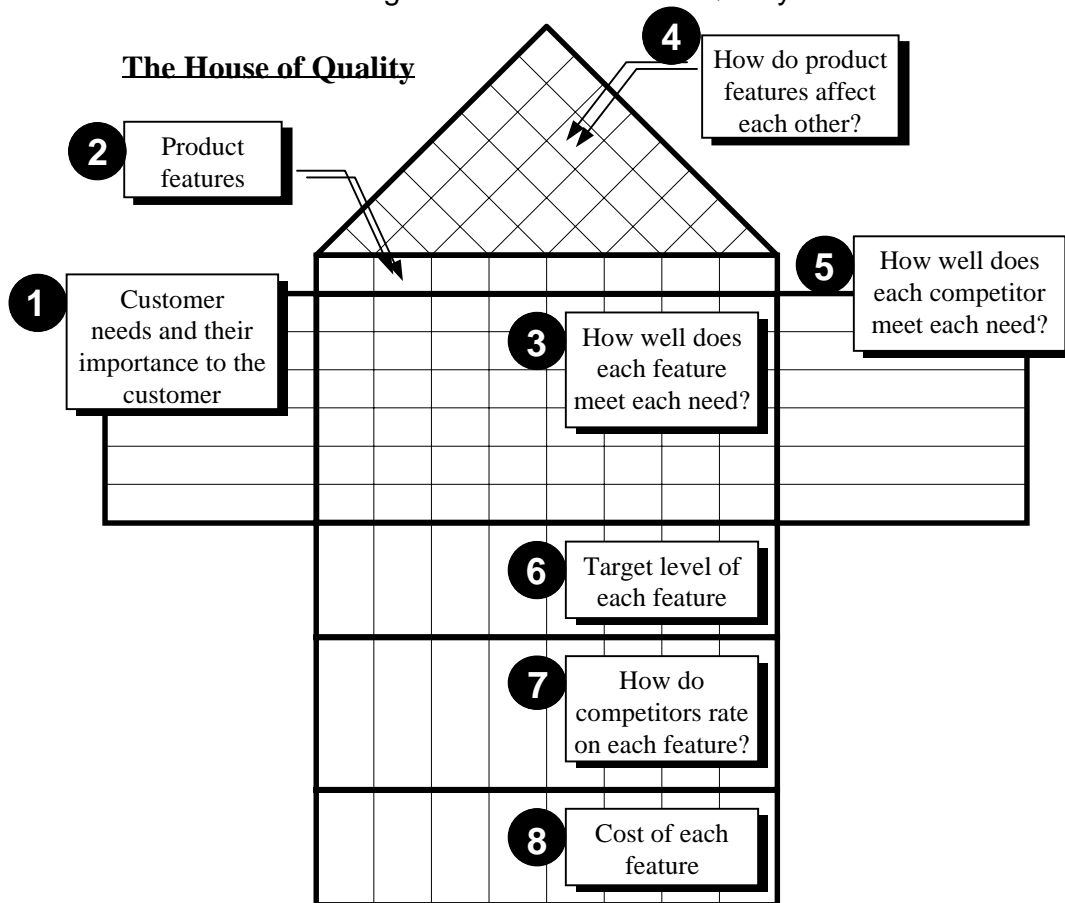 The House of Quality
4
How do product
features affect
each other?
2
Product
features
1
Customer
needs and their
importance to the
customer
5
How well does
each competitor
meet each need?
3
How well does
each feature
meet each need?
6
Target level of
each feature
7
How do
competitors rate
on each feature?
8
Cost of each
feature